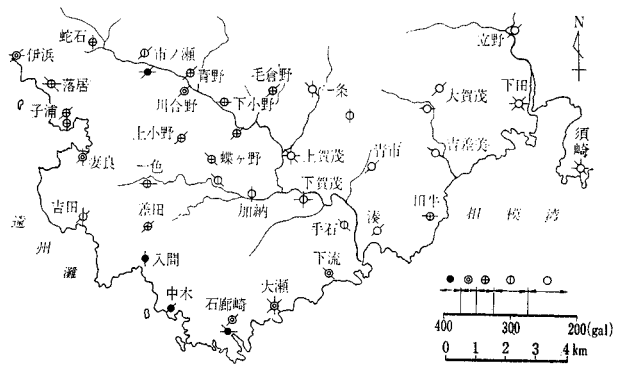 蛇石
伊浜
市ノ瀬
立野
N
落居
青野
毛倉野
一条
大賀茂
下田
川合野
下小野
子浦
上小野
須崎
妻良
蝶ヶ野
上賀茂
青市
吉佐美
一色
下賀茂
吉田
差田
加納
手石
湊
田牛
相模湾
遠州灘
入間
下流
中木
大瀬
石廊崎
400 300 200 (gal)
0 1 2 3 4 km